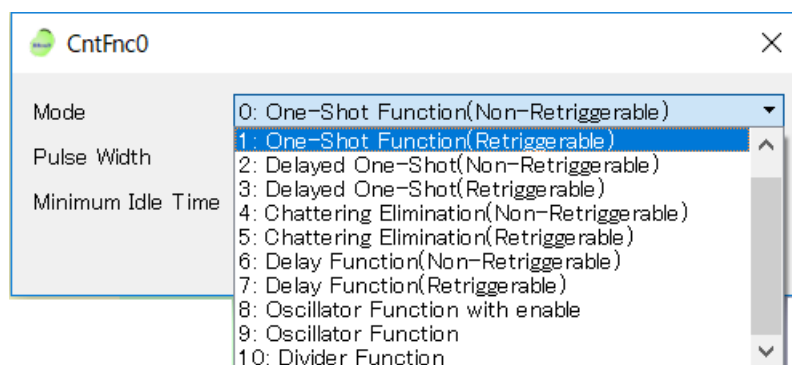 CntFnc0
Mode
0: One-Shot Function(Non-Retriggerable)
1: One-Shot Function(Retriggerable)
Pulse Width
2: Delayed One-Shot(Non-Retriggerable)
3: Delayed One-Shot(Retriggerable)
Minimum Idle Time
4: Chattering Elimination(Non-Retriggerable)
5: Chattering Elimination(Retriggerable)
6: Delay Function(Non-Retriggerable)
7: Delay Function(Retriggerable)
8: Oscillator Function with enable
9: Oscillator Function
10: Divider Function